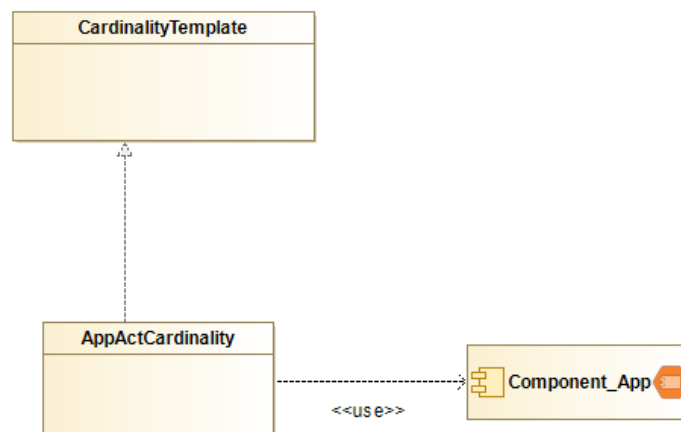 CardinalityTemplate
AppActCardinality
Component_App
<<use>>